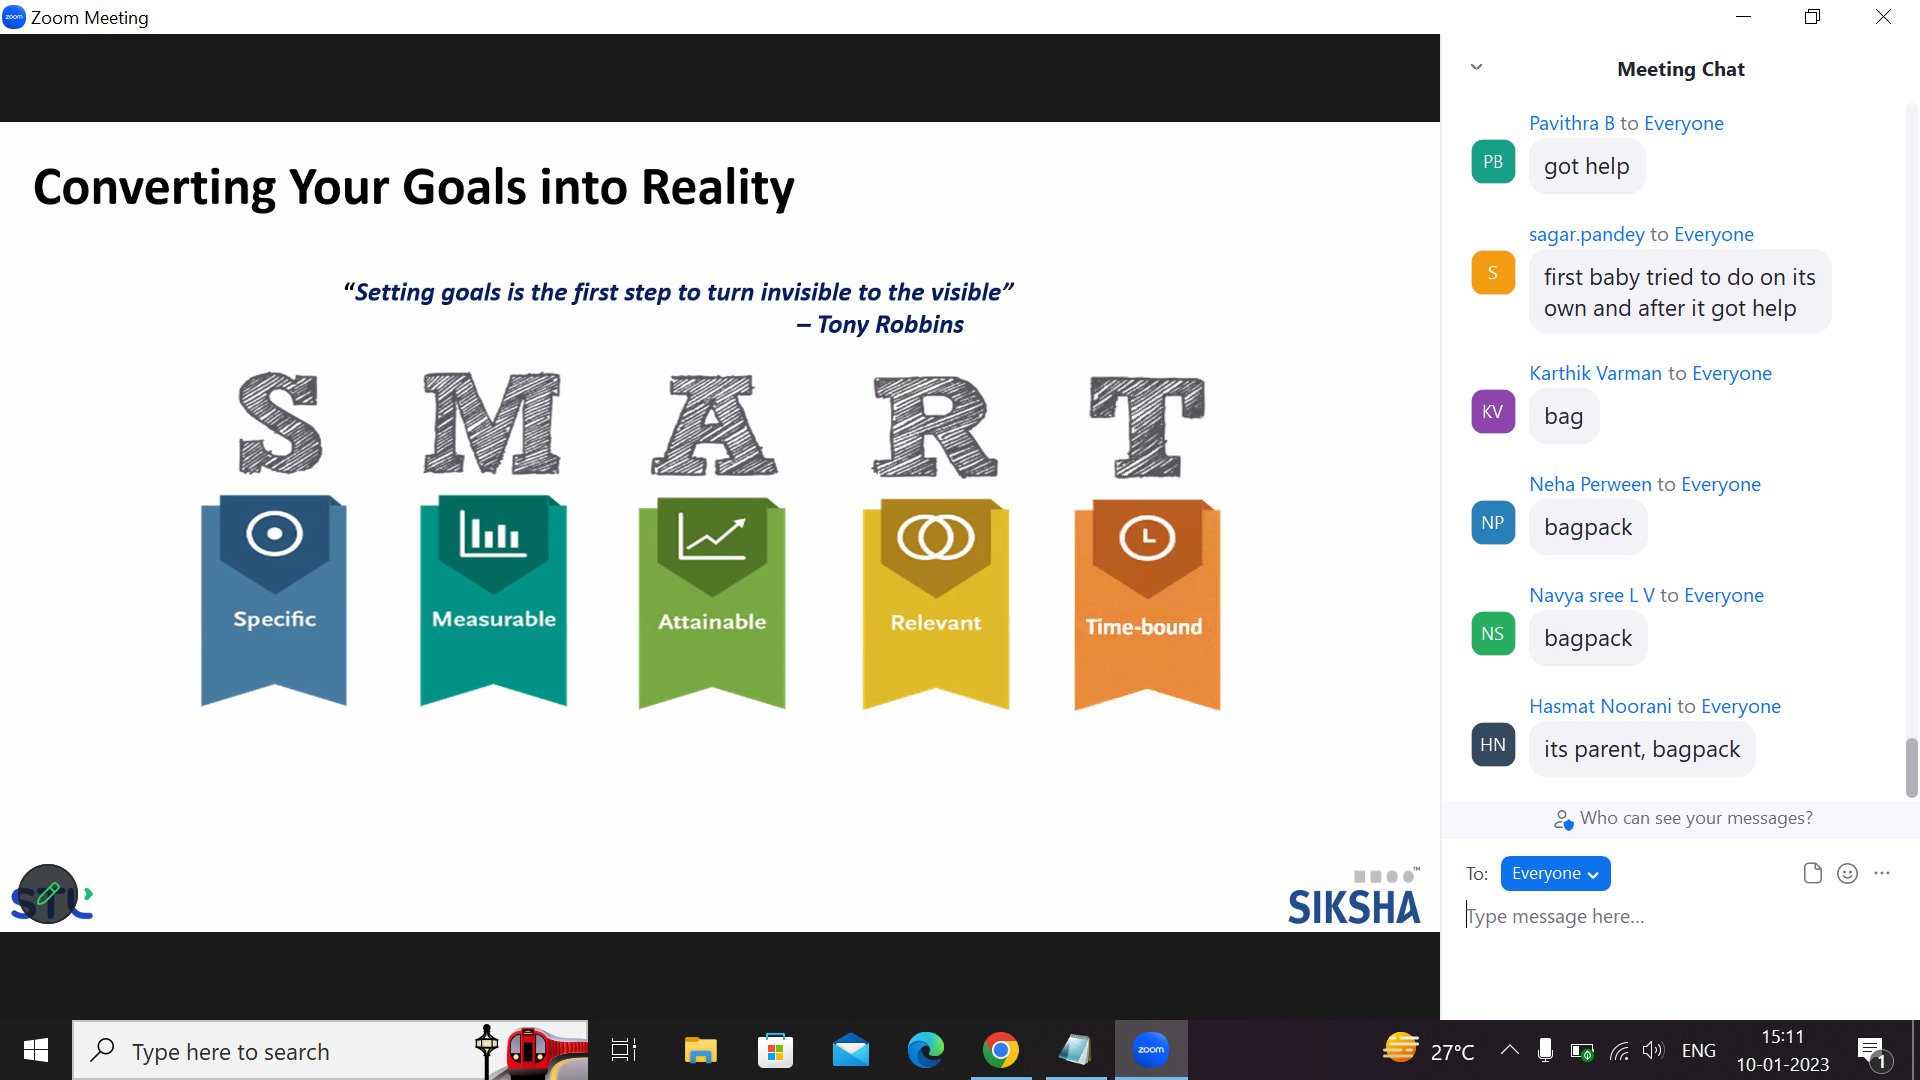 zoom Zoom Meeting
Converting Your Goals into Reality
“Setting goals is the first step to turn invisible to the visible”
– Tony Robbins
S M A R T
Specific
Measurable
Attainable
Relevant
Time-bound
STL
SIKSHA™
Meeting Chat
Pavithra B to Everyone
PB
got help
sagar.pandey to Everyone
S
first baby tried to do on its
own and after it got help
Karthik Varman to Everyone
KV
bag
Neha Perween to Everyone
NP
bagpack
Navya sree L V to Everyone
NS
bagpack
Hasmat Noorani to Everyone
HN
its parent, bagpack
Who can see your messages?
To: Everyone
Type message here...
Type here to search
zoom
27°C
ENG
15:11
10-01-2023
1